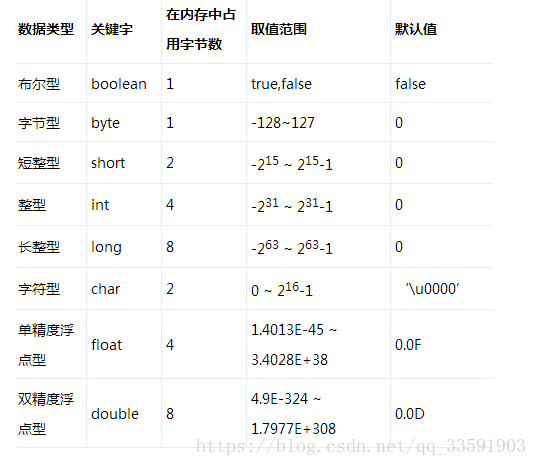 数据类型 关键字 在内存中占用字节数 取值范围 默认值
布尔型 boolean 1 true,false false
字节型 byte 1 -128~127 0
短整型 short 2 -2^15 ~ 2^15-1 0
整型 int 4 -2^31 ~ 2^31-1 0
长整型 long 8 -2^63 ~ 2^63-1 0
字符型 char 2 0 ~ 2^16-1 ‘\u0000‘
单精度浮点型 float 4 1.4013E-45 ~ 3.4028E+38 0.0F
双精度浮点型 double 8 4.9E-324 ~ 1.7977E+308 0.0D
https://blog.csdn.net/qq_33591903